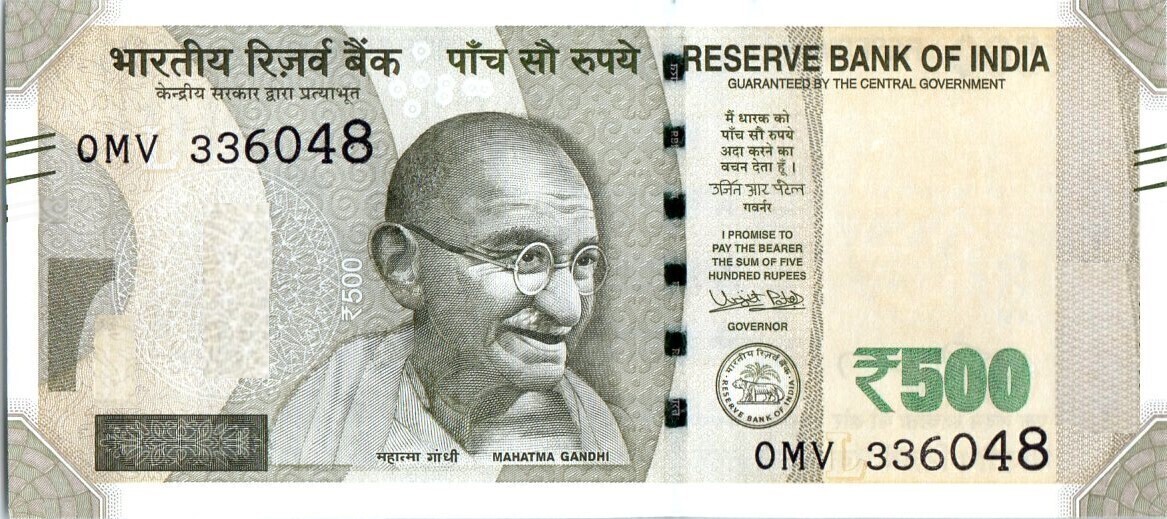 भारतीय रिज़र्व बैंक
पाँच सौ रुपये
RESERVE BANK OF INDIA
केन्द्रीय सरकार द्वारा प्रत्याभूत
GUARANTEED BY THE CENTRAL GOVERNMENT
0MV 336048
मैं धारक को
पाँच सौ रुपये
अदा करने का
वचन देता हूँ ।
उर्जित आर पटेल
गवर्नर
I PROMISE TO
PAY THE BEARER
THE SUM OF FIVE
HUNDRED RUPEES
Urjit Patel
GOVERNOR
₹500
भारतीय रिज़र्व बैंक
RESERVE BANK OF INDIA
₹500
महात्मा गांधी
MAHATMA GANDHI
0MV 336048